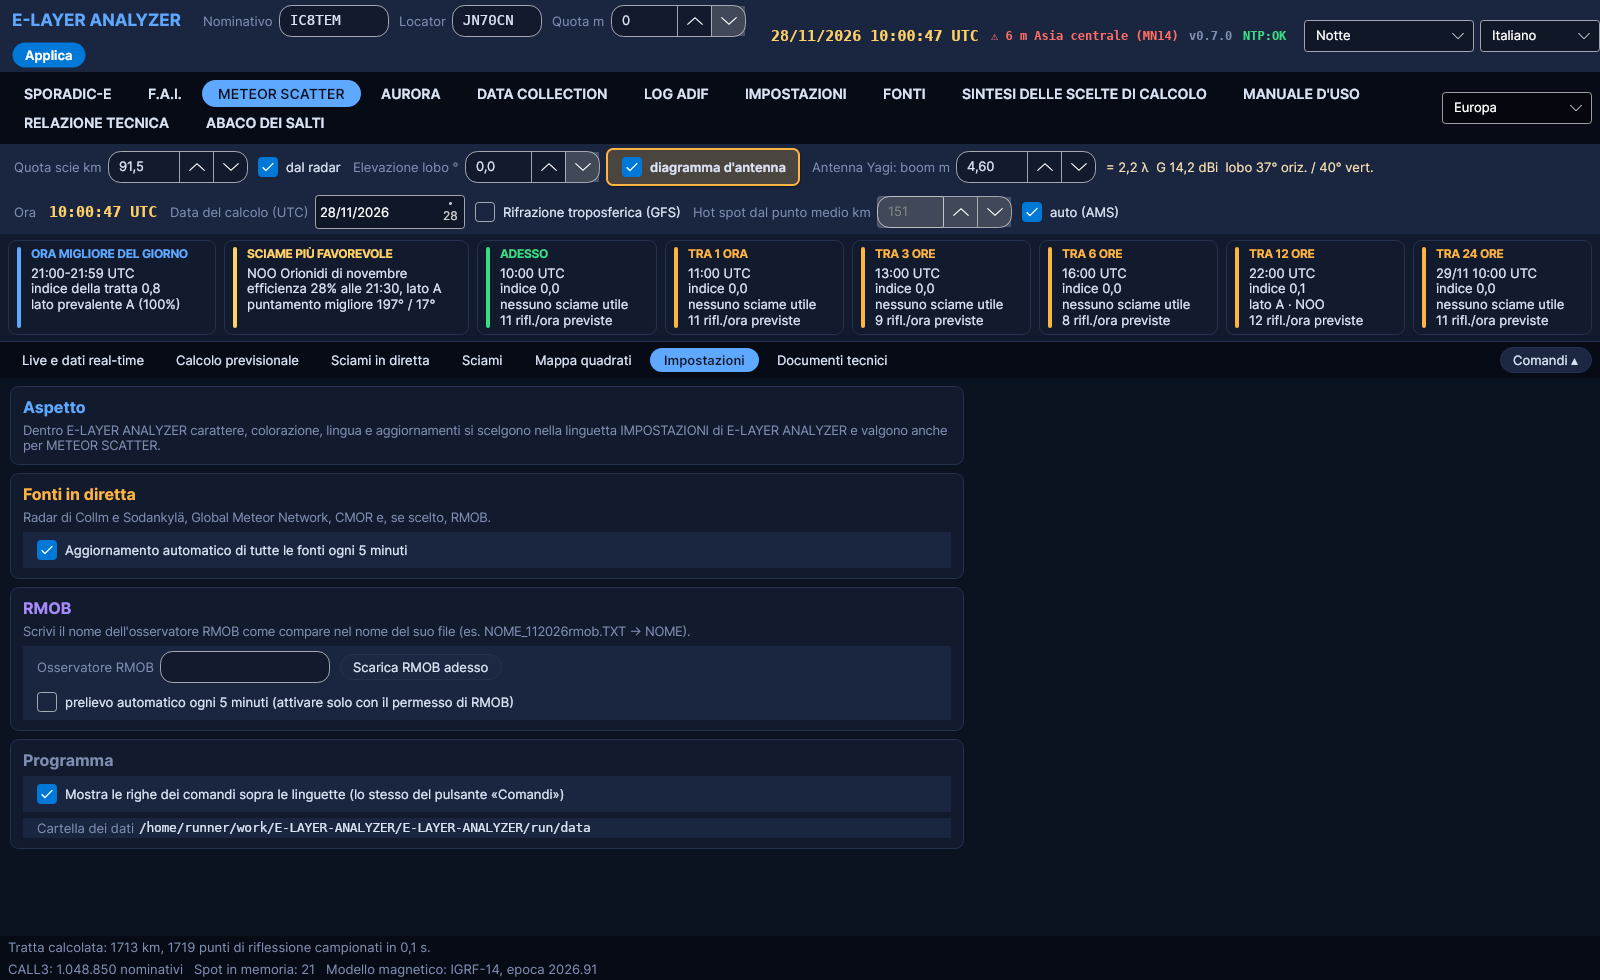 E-LAYER ANALYZER Nominativo IC8TEM Locator JN70CN Quota m 0
28/11/2026 10:00:47 UTC ⚠ 6 m Asia centrale (MN14) v0.7.0 NTP:OK Notte Italiano
Applica
SPORADIC-E F.A.I. METEOR SCATTER AURORA DATA COLLECTION LOG ADIF IMPOSTAZIONI FONTI SINTESI DELLE SCELTE DI CALCOLO MANUALE D'USO
RELAZIONE TECNICA ABACO DEI SALTI
Europa
Quota scie km 91,5 dal radar Elevazione lobo ° 0,0 diagramma d'antenna Antenna Yagi: boom m 4,60 = 2,2 λ G 14,2 dBi lobo 37° oriz. / 40° vert.
Ora 10:00:47 UTC Data del calcolo (UTC) 28/11/2026 28 Rifrazione troposferica (GFS) Hot spot dal punto medio km 151 auto (AMS)
ORA MIGLIORE DEL GIORNO
21:00-21:59 UTC
indice della tratta 0,8
lato prevalente A (100%)
SCIAME PIÙ FAVOREVOLE
NOO Orionidi di novembre
efficienza 28% alle 21:30, lato A
puntamento migliore 197° / 17°
ADESSO
10:00 UTC
indice 0,0
nessuno sciame utile
11 rifl./ora previste
TRA 1 ORA
11:00 UTC
indice 0,0
nessuno sciame utile
11 rifl./ora previste
TRA 3 ORE
13:00 UTC
indice 0,0
nessuno sciame utile
9 rifl./ora previste
TRA 6 ORE
16:00 UTC
indice 0,0
nessuno sciame utile
8 rifl./ora previste
TRA 12 ORE
22:00 UTC
indice 0,1
lato A · NOO
12 rifl./ora previste
TRA 24 ORE
29/11 10:00 UTC
indice 0,0
nessuno sciame utile
11 rifl./ora previste
Live e dati real-time Calcolo previsionale Sciami in diretta Sciami Mappa quadrati Impostazioni Documenti tecnici Comandi ▴
Aspetto
Dentro E-LAYER ANALYZER carattere, colorazione, lingua e aggiornamenti si scelgono nella linguetta IMPOSTAZIONI di E-LAYER ANALYZER e valgono anche
per METEOR SCATTER.
Fonti in diretta
Radar di Collm e Sodankylä, Global Meteor Network, CMOR e, se scelto, RMOB.
Aggiornamento automatico di tutte le fonti ogni 5 minuti
RMOB
Scrivi il nome dell'osservatore RMOB come compare nel nome del suo file (es. NOME_112026rmob.TXT → NOME).
Osservatore RMOB Scarica RMOB adesso
prelievo automatico ogni 5 minuti (attivare solo con il permesso di RMOB)
Programma
Mostra le righe dei comandi sopra le linguette (lo stesso del pulsante «Comandi»)
Cartella dei dati /home/runner/work/E-LAYER-ANALYZER/E-LAYER-ANALYZER/run/data
Tratta calcolata: 1713 km, 1719 punti di riflessione campionati in 0,1 s.
CALL3: 1.048.850 nominativi Spot in memoria: 21 Modello magnetico: IGRF-14, epoca 2026.91